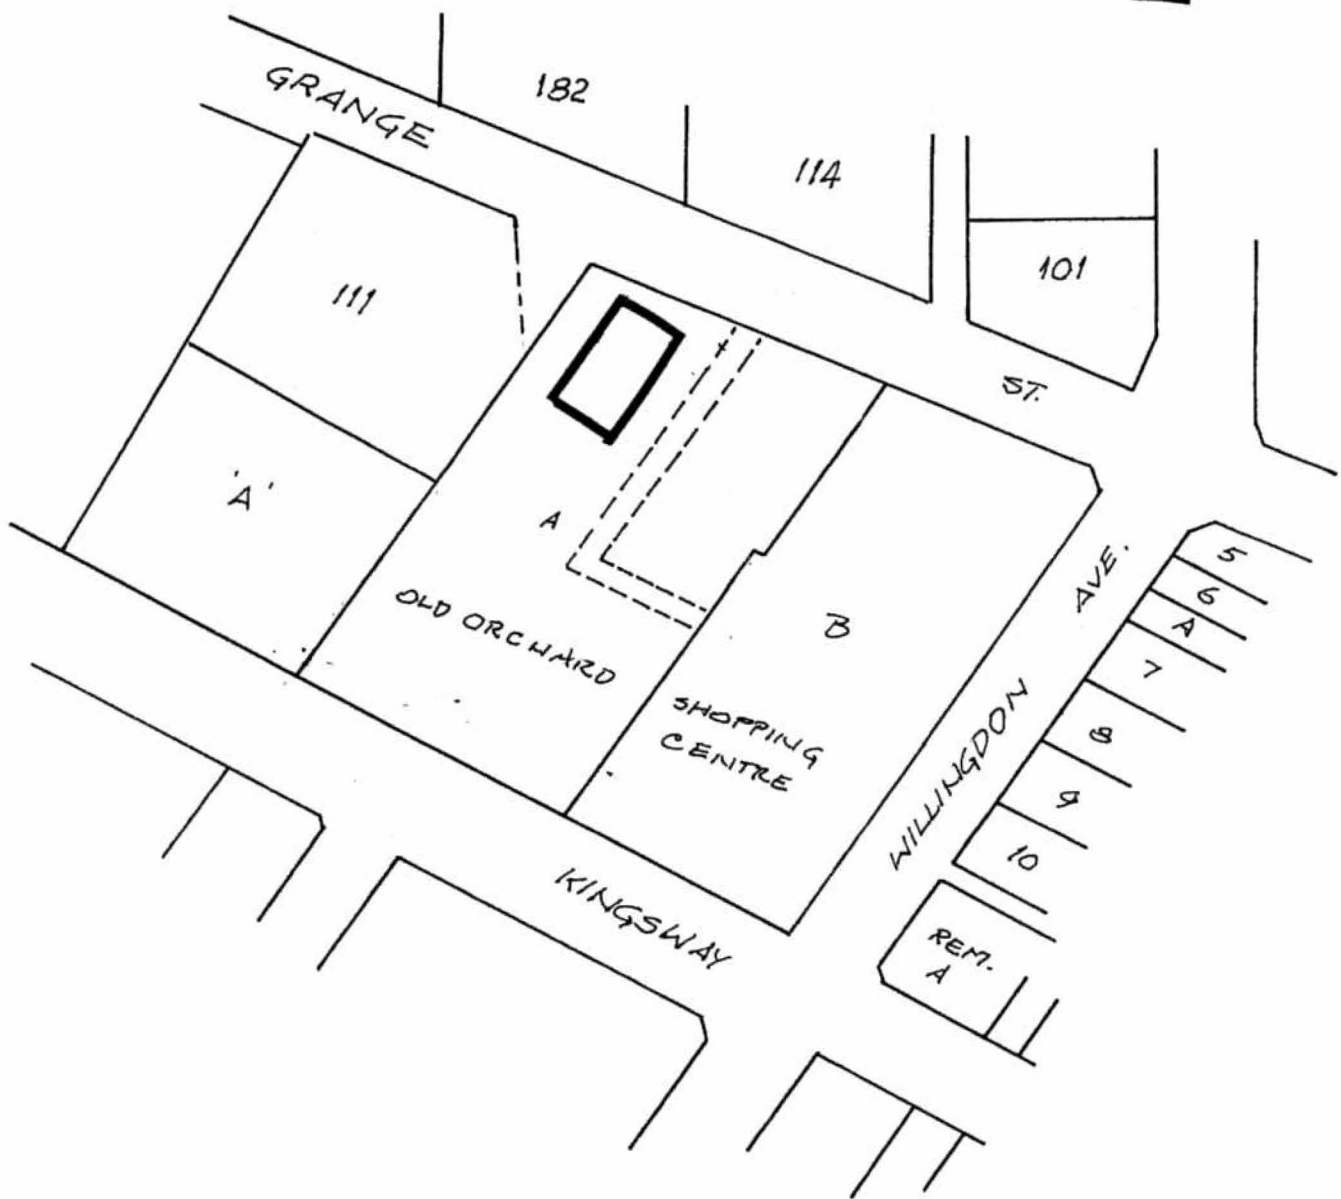 182
GRANGE
114
101
111
ST.
'A'
A
AVE.
5
6
A
7
OLD ORCHARD
B
8
SHOPPING
CENTRE
WILLINGDON
9
10
KINGSWAY
REM.
A